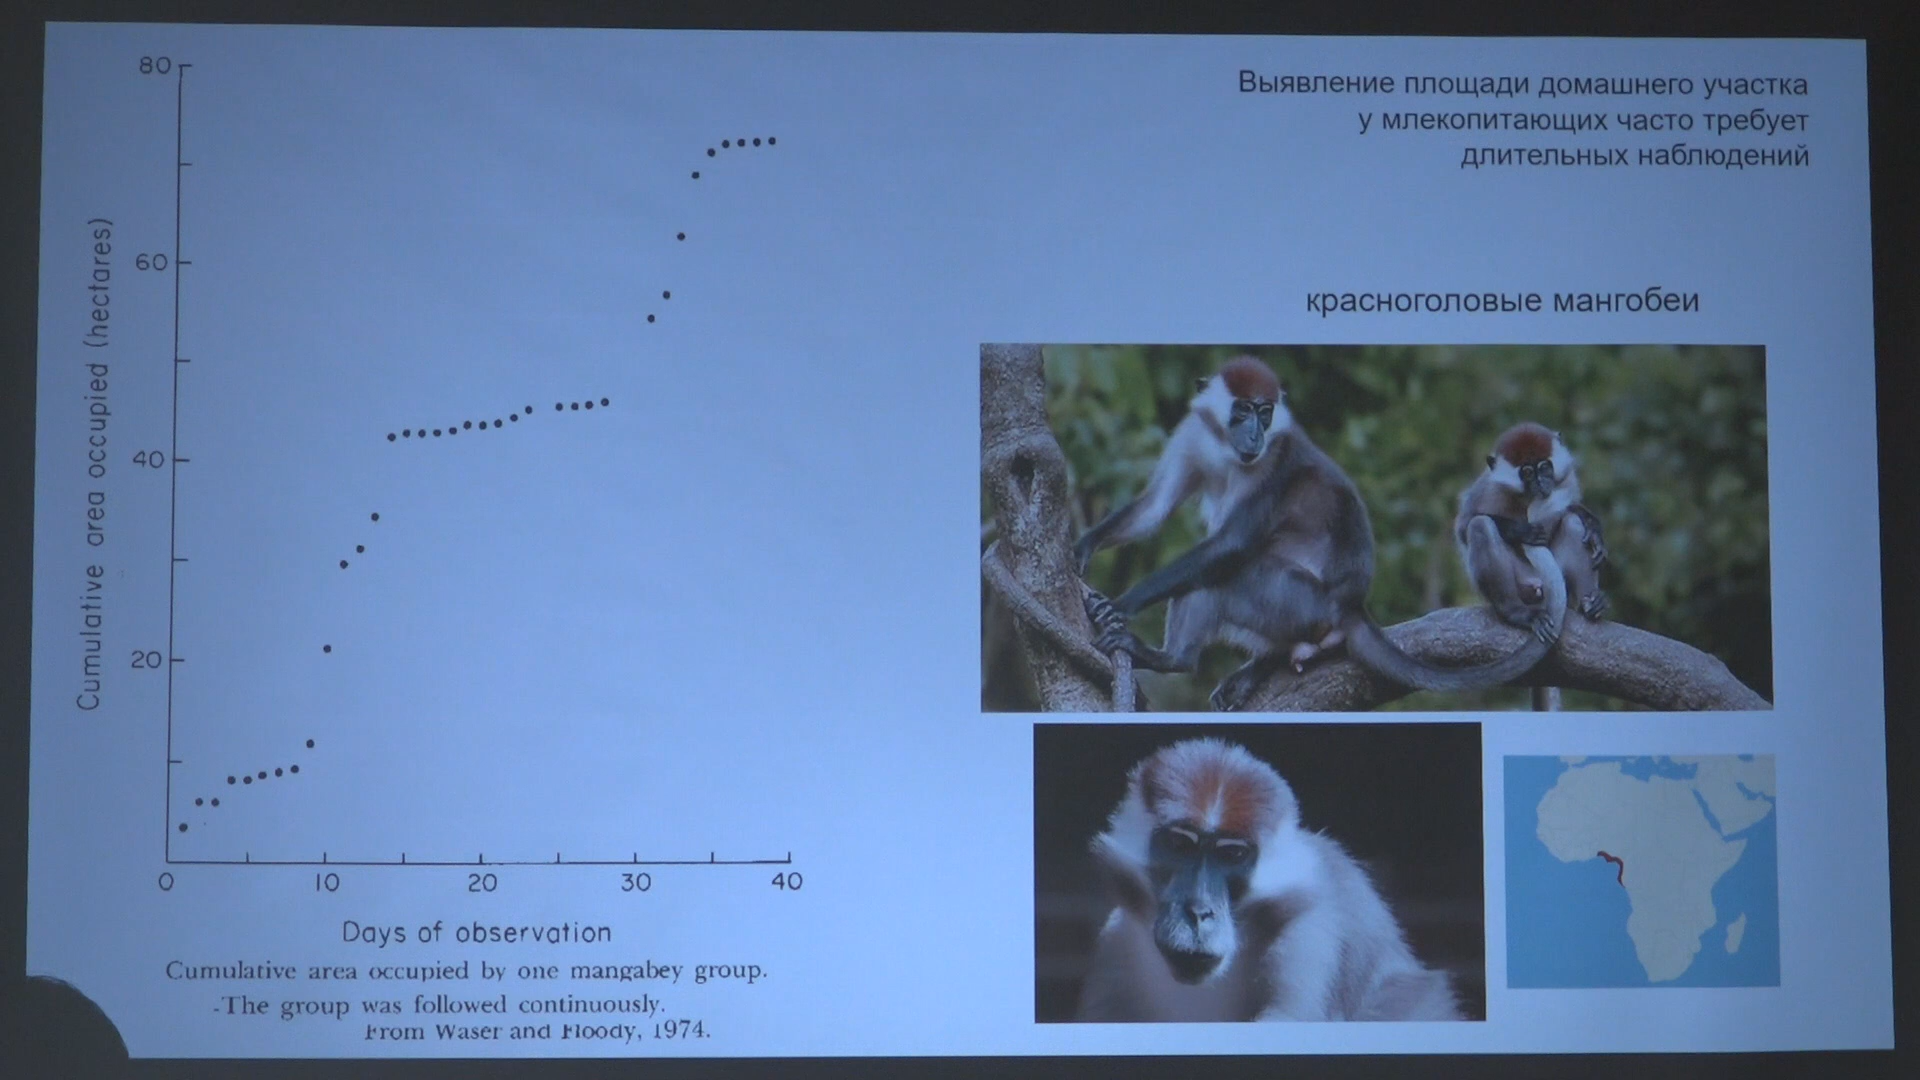 Выявление площади домашнего участка
у млекопитающих часто требует
длительных наблюдений
красноголовые мангобеи
80
60
40
20
Cumulative area occupied (hectares)
0 10 20 30 40
Days of observation
Cumulative area occupied by one mangabey group.
The group was followed continuously.
From Waser and Floody, 1974.